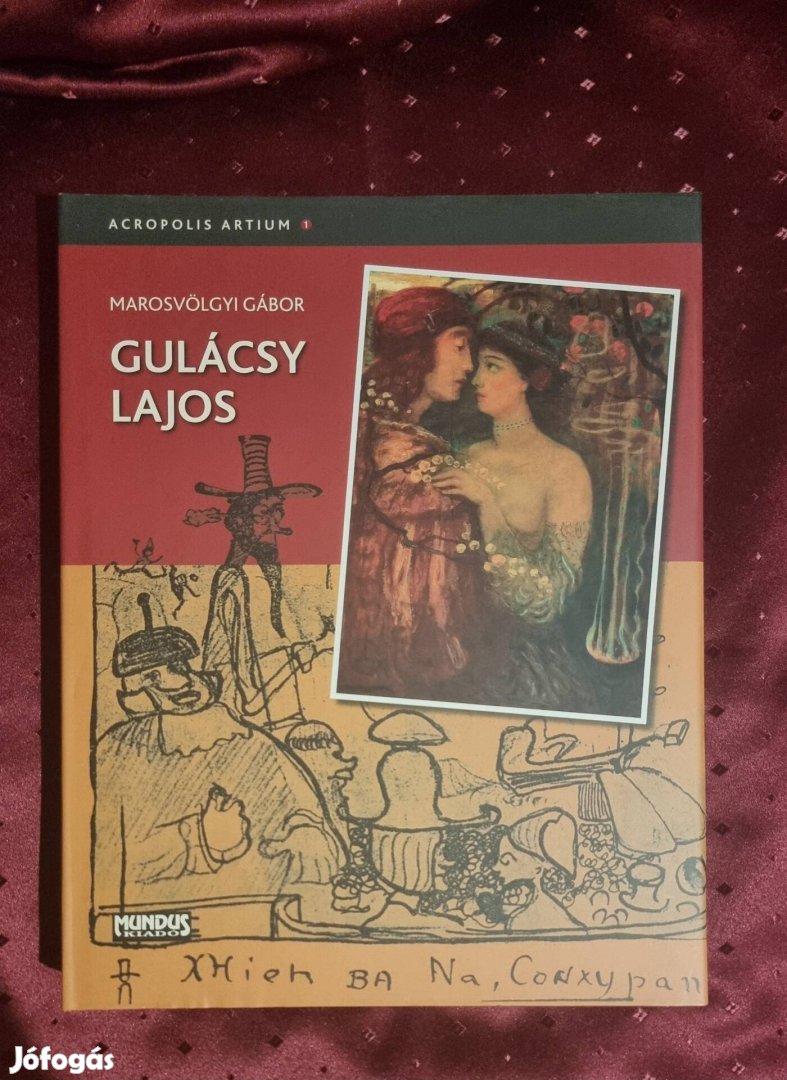 ACROPOLIS ARTIUM 1
MAROSVÖLGYI GÁBOR
GULÁCSY
LAJOS
MUNDUS
KIADÓ
XHieh BA Na, Conxypan
Jófogás